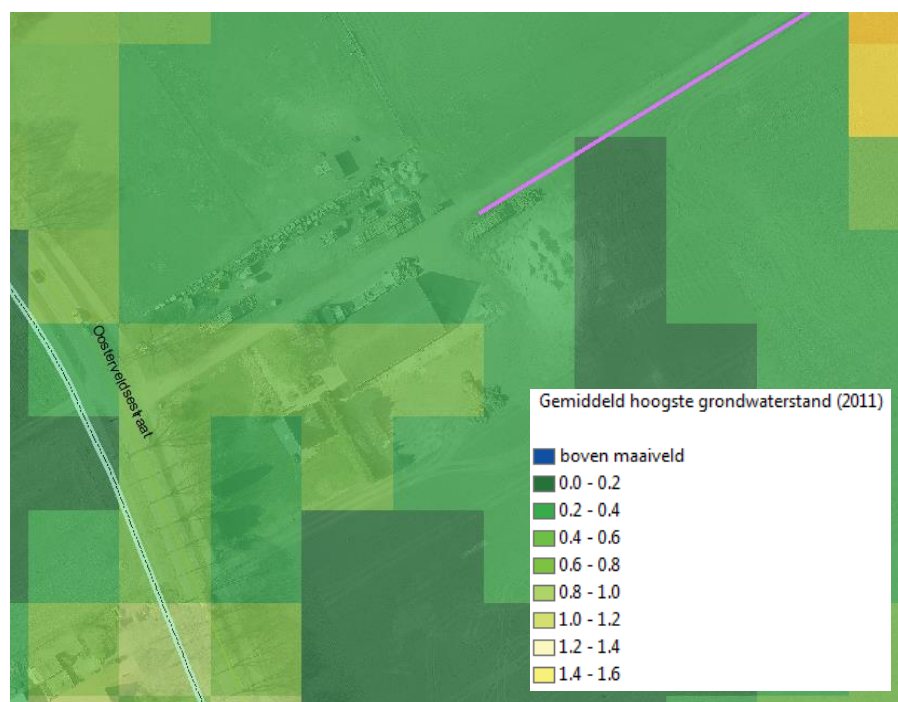 Oosterveldsestraat
Gemiddeld hoogste grondwaterstand (2011)
boven maaiveld
0.0 - 0.2
0.2 - 0.4
0.4 - 0.6
0.6 - 0.8
0.8 - 1.0
1.0 - 1.2
1.2 - 1.4
1.4 - 1.6